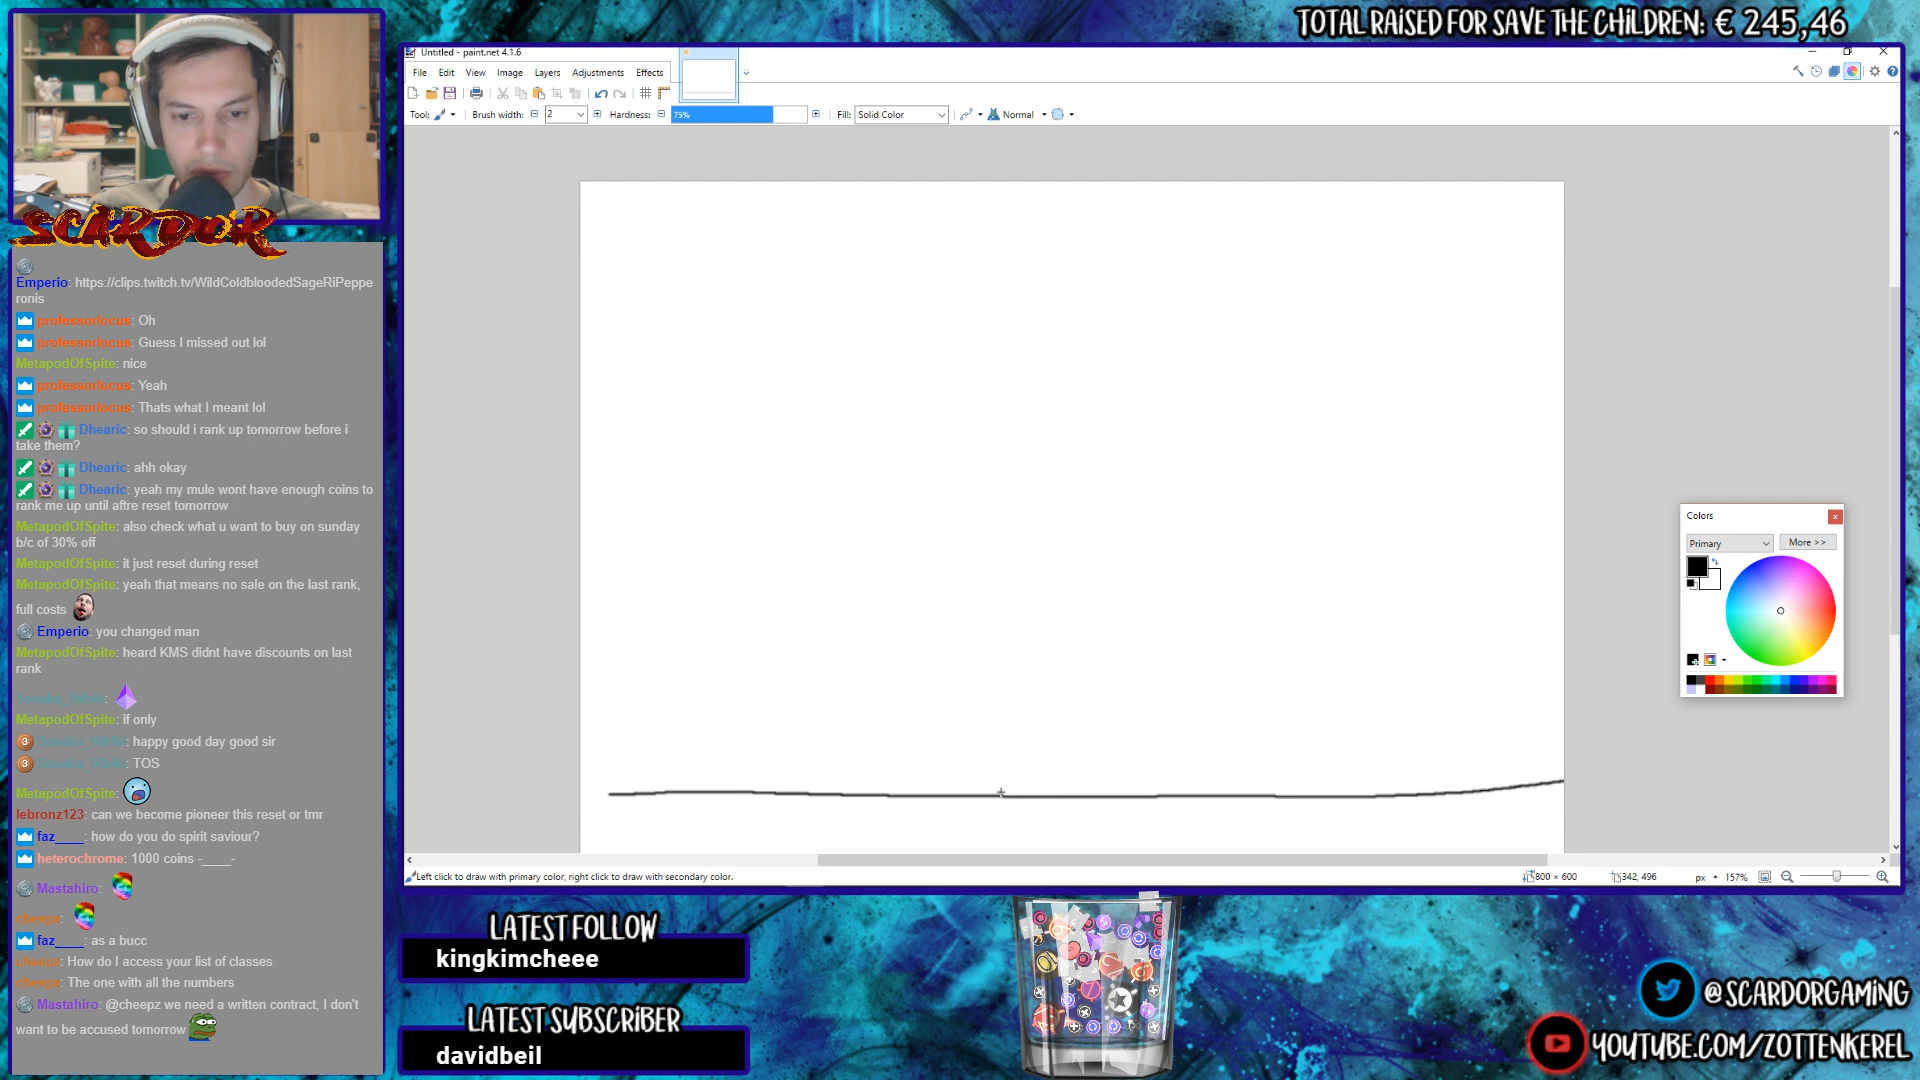 TOTAL RAISED FOR SAVE THE CHILDREN: € 245,46
SCARDOR
Emperio: https://clips.twitch.tv/WildColdbloodedSageRiPeppe
ronis
professorlocus: Oh
professorlocus: Guess I missed out lol
MetapodOfSpite: nice
professorlocus: Yeah
professorlocus: Thats what I meant lol
Dhearic: so should i rank up tomorrow before i
take them?
Dhearic: ahh okay
Dhearic: yeah my mule wont have enough coins to
rank me up until aftre reset tomorrow
MetapodOfSpite: also check what u want to buy on sunday
b/c of 30% off
MetapodOfSpite: it just reset during reset
MetapodOfSpite: yeah that means no sale on the last rank,
full costs
Emperio: you changed man
MetapodOfSpite: heard KMS didnt have discounts on last
rank
MetapodOfSpite: if only
3 : happy good day good sir
3 : TOS
MetapodOfSpite:
lebronz123: can we become pioneer this reset or tmr
faz____: how do you do spirit saviour?
heterochrome: 1000 coins -____-
Mastahiro:
cheepz:
faz____: as a bucc
cheepz: How do I access your list of classes
cheepz: The one with all the numbers
Mastahiro: @cheepz we need a written contract, I don't
want to be accused tomorrow
Untitled - paint.net 4.1.6
File Edit View Image Layers Adjustments Effects
Tool: Brush width: 2 Hardness: 75% Fill: Solid Color Normal
Colors
Primary More >>
Left click to draw with primary color, right click to draw with secondary color.
800 × 600 342, 496 px 157%
LATEST FOLLOW
kingkimcheee
LATEST SUBSCRIBER
davidbeil
@SCARDORGAMING
YOUTUBE.COM/ZOTTENKEREL